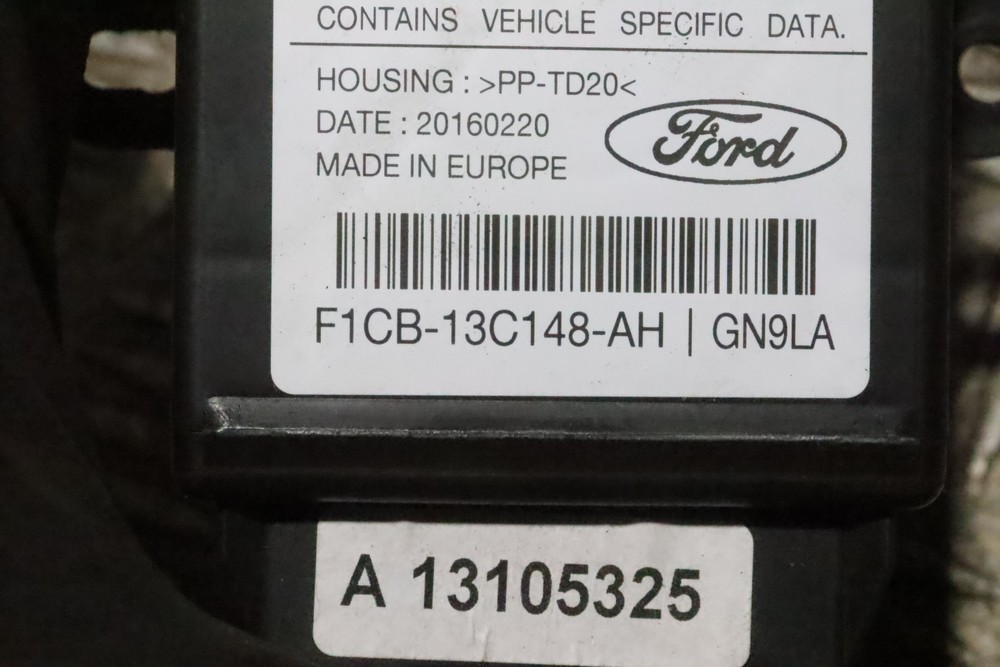 CONTAINS VEHICLE SPECIFIC DATA.
HOUSING : >PP-TD20<
DATE : 20160220
MADE IN EUROPE
Ford
F1CB-13C148-AH | GN9LA
A 13105325